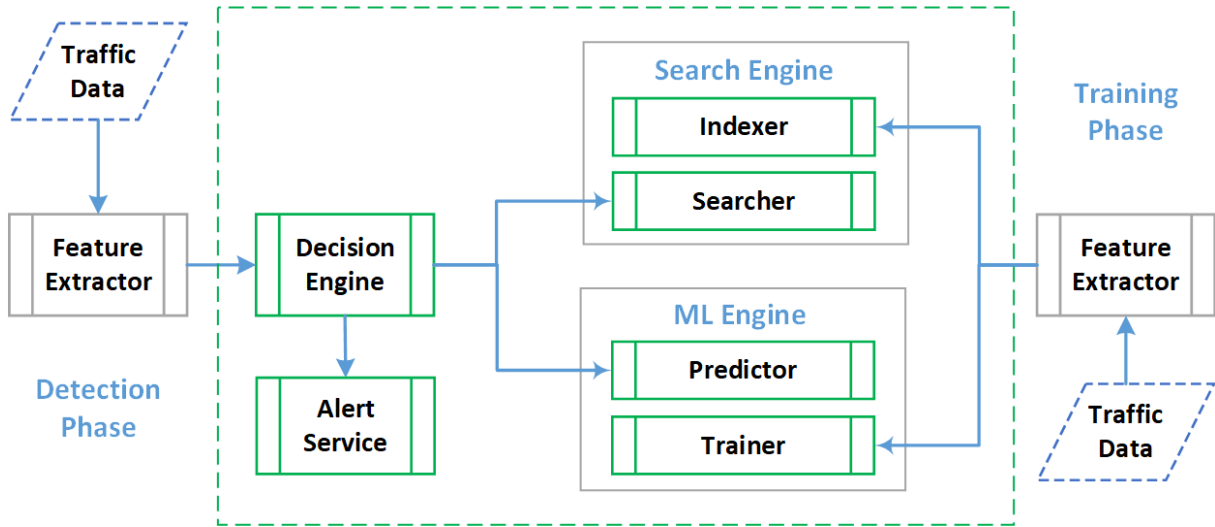 Traffic
Data
Feature
Extractor
Detection
Phase
Decision
Engine
Alert
Service
Search Engine
Indexer
Searcher
ML Engine
Predictor
Trainer
Training
Phase
Feature
Extractor
Traffic
Data